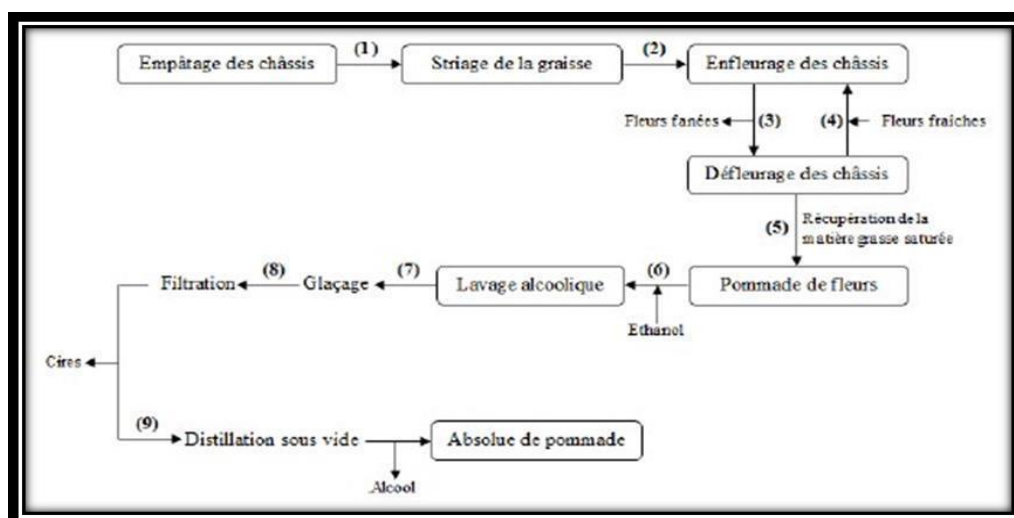 (1) (2)
Empâtage des châssis Striage de la graisse Enfleurage des châssis
Fleurs fanées (3) (4) Fleurs fraîches
Défleurage des châssis
(5) Récupération de la
matière grasse saturée
(8) (7) (6)
Filtration Glaçage Lavage alcoolique Pommade de fleurs
Ethanol
Cires
(9)
Distillation sous vide Absolue de pommade
Alcool